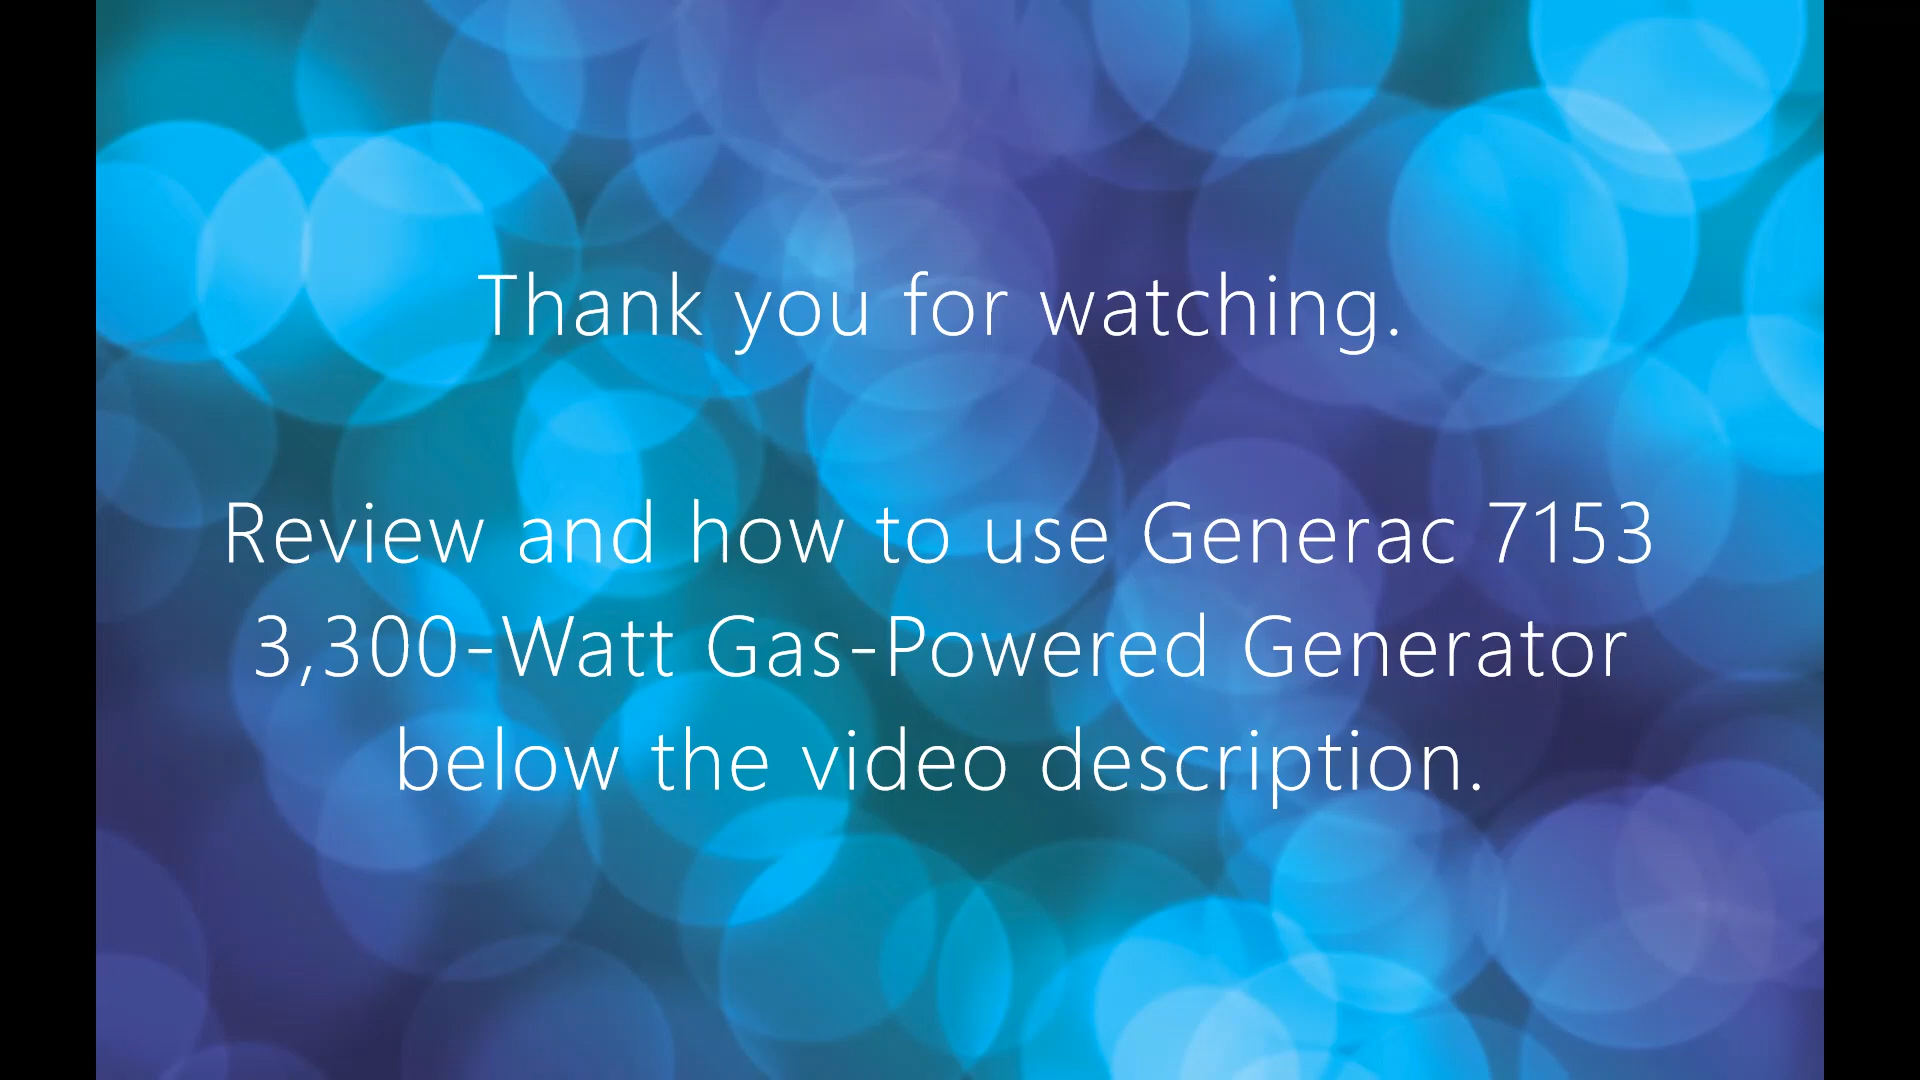 Thank you for watching.
Review and how to use Generac 7153
3,300-Watt Gas-Powered Generator
below the video description.